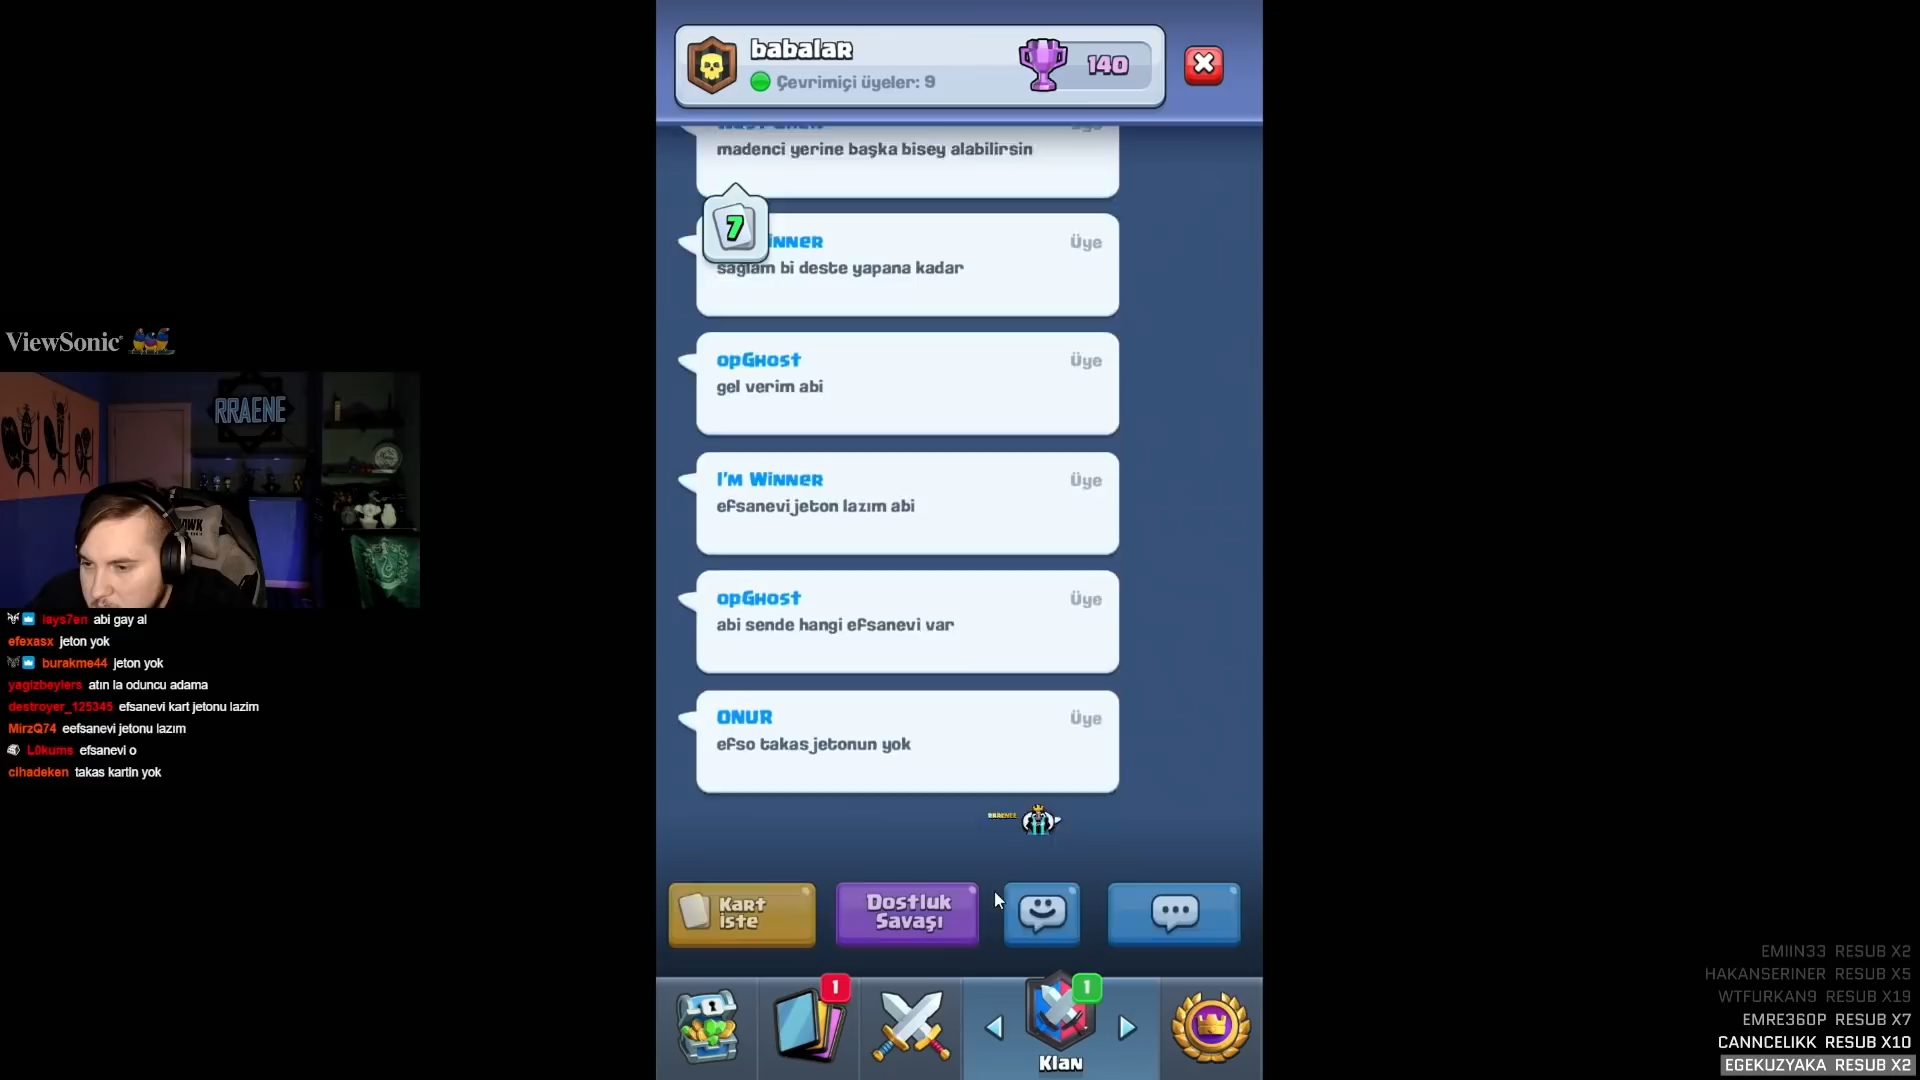 babalar
Çevrimiçi üyeler: 9
140
madenci yerine başka bisey alabilirsin
7
Üye
sağlam bi deste yapana kadar
opGhost
Üye
gel verim abi
I'm Winner
Üye
efsanevi jeton lazım abi
opGhost
Üye
abi sende hangi efsanevi var
ONUR
Üye
efso takas jetonun yok
Kart
iste
Dostluk
Savaşı
1
1
Klan
ViewSonic
RRAENE
lays7en abi gay al
efexasx jeton yok
burakme44 jeton yok
yagizbeylers atın la oduncu adama
destroyer_125345 efsanevi kart jetonu lazim
MirzQ74 eefsanevi jetonu lazım
L0kums efsanevi o
cihadeken takas kartin yok
EMIIN33 RESUB X2
HAKANSERINER RESUB X5
WTFURKAN9 RESUB X19
EMRE360P RESUB X7
CANNCELIKK RESUB X10
EGEKUZYAKA RESUB X2